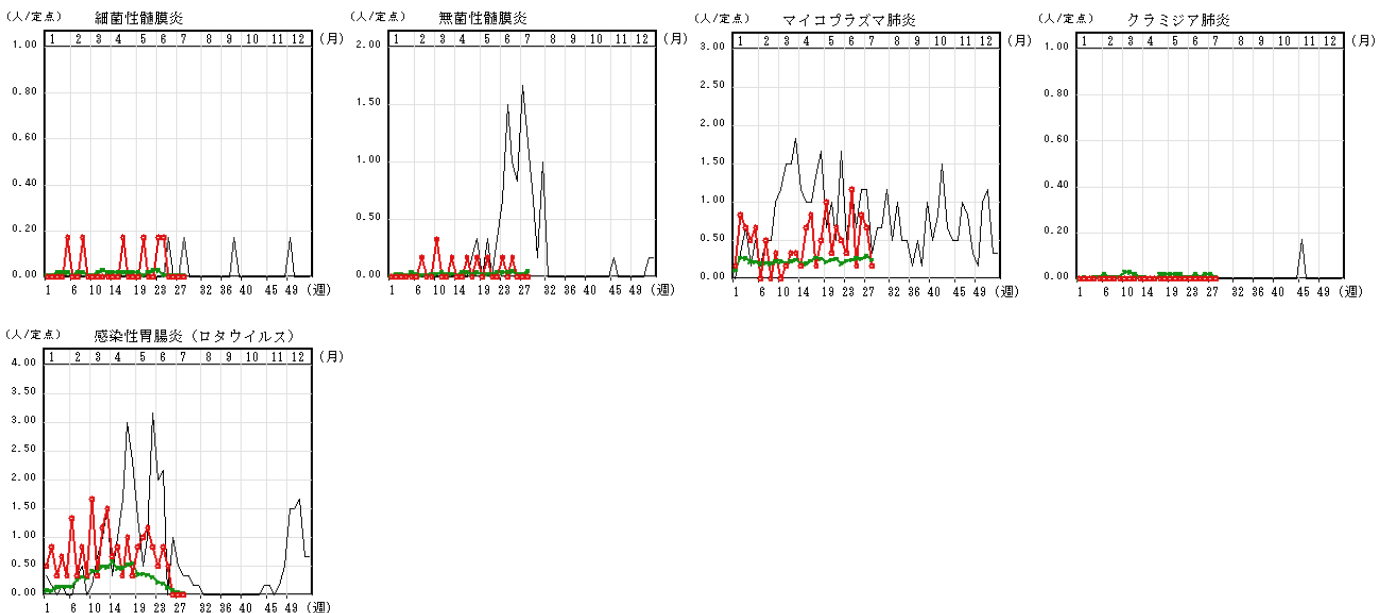 (人/定点) 細菌性髄膜炎
1.00 1 2 3 4 5 6 7 8 9 10 11 12 (月)
0.80
0.60
0.40
0.20
0.00
1 6 10 14 19 23 27 32 36 40 45 49 (週)
(人/定点) 無菌性髄膜炎
2.00 1 2 3 4 5 6 7 8 9 10 11 12 (月)
1.50
1.00
0.50
0.00
1 6 10 14 19 23 27 32 36 40 45 49 (週)
(人/定点) マイコプラズマ肺炎
3.00 1 2 3 4 5 6 7 8 9 10 11 12 (月)
2.50
2.00
1.50
1.00
0.50
0.00
1 6 10 14 19 23 27 32 36 40 45 49 (週)
(人/定点) クラミジア肺炎
1.00 1 2 3 4 5 6 7 8 9 10 11 12 (月)
0.80
0.60
0.40
0.20
0.00
1 6 10 14 19 23 27 32 36 40 45 49 (週)
(人/定点) 感染性胃腸炎（ロタウイルス）
4.00 1 2 3 4 5 6 7 8 9 10 11 12 (月)
3.50
3.00
2.50
2.00
1.50
1.00
0.50
0.00
1 6 10 14 19 23 27 32 36 40 45 49 (週)